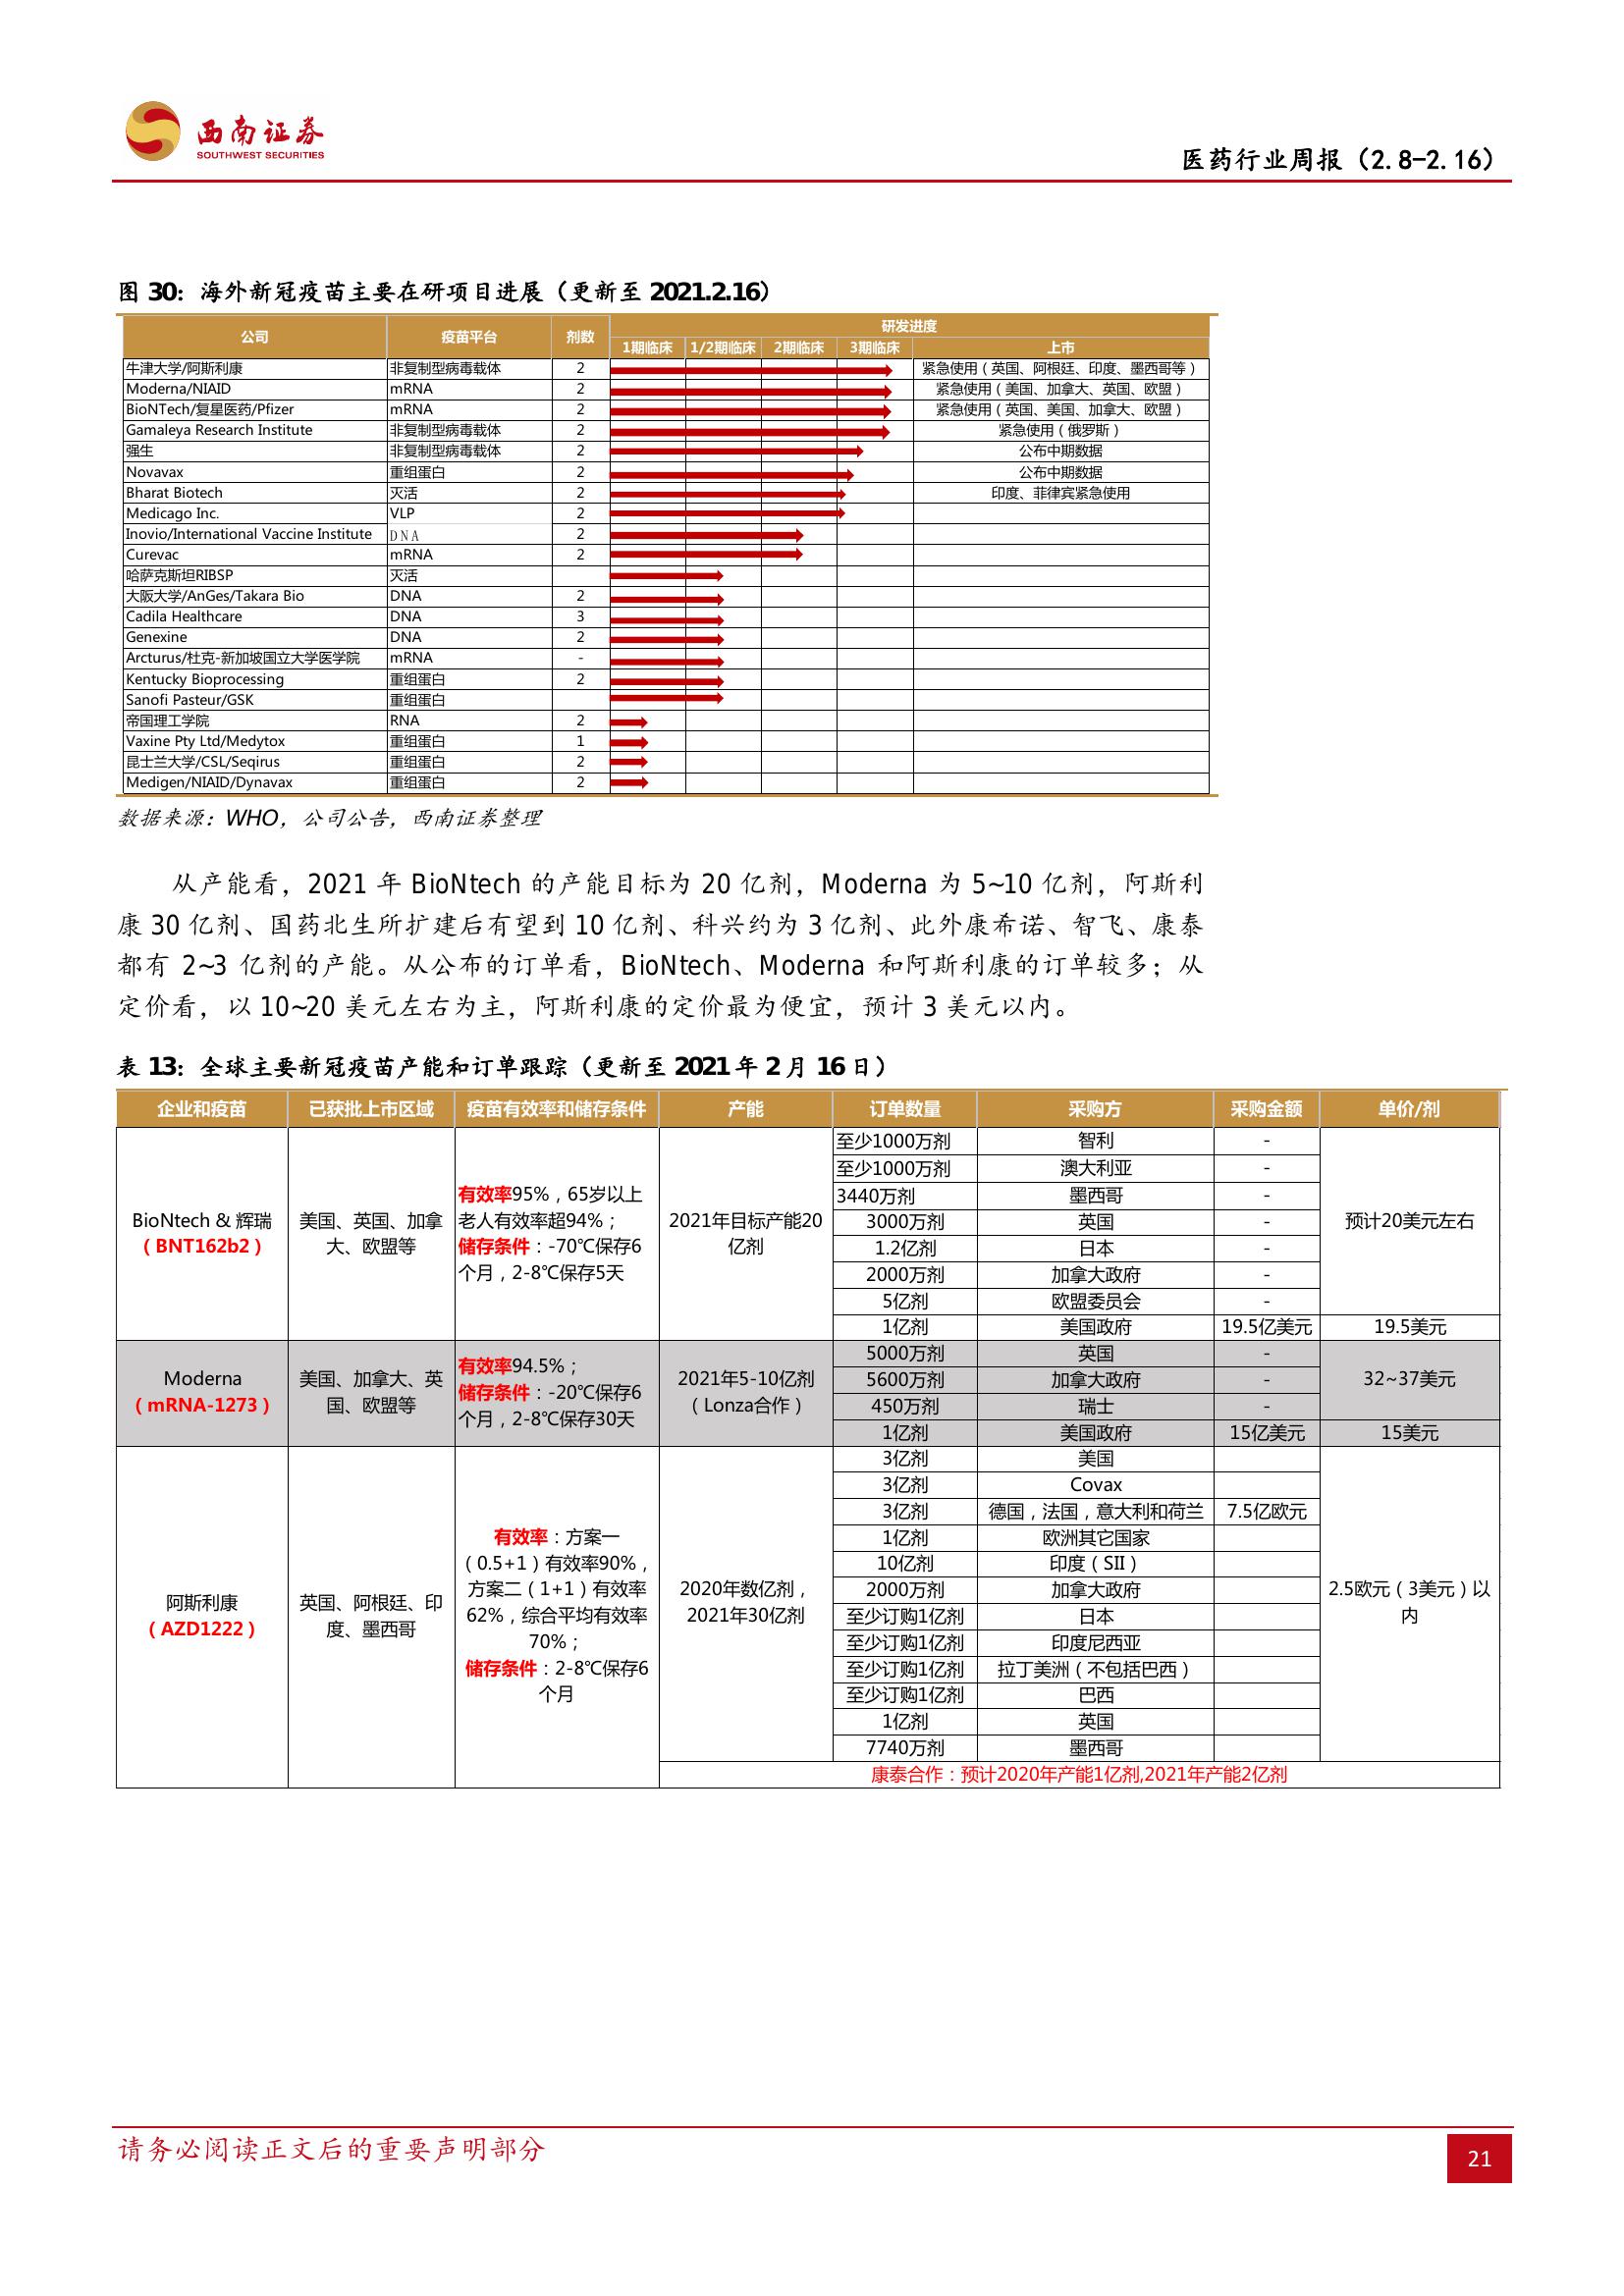 西南证券
SOUTHWEST SECURITIES
医药行业周报（2.8-2.16）
图 30：海外新冠疫苗主要在研项目进展（更新至 2021.2.16）
公司 疫苗平台 剂数 研发进度
1期临床 1/2期临床 2期临床 3期临床 上市
牛津大学/阿斯利康 非复制型病毒载体 2 紧急使用（英国、阿根廷、印度、墨西哥等）
Moderna/NIAID mRNA 2 紧急使用（美国、加拿大、英国、欧盟）
BioNTech/复星医药/Pfizer mRNA 2 紧急使用（英国、美国、加拿大、欧盟）
Gamaleya Research Institute 非复制型病毒载体 2 紧急使用（俄罗斯）
强生 非复制型病毒载体 2 公布中期数据
Novavax 重组蛋白 2 公布中期数据
Bharat Biotech 灭活 2 印度、菲律宾紧急使用
Medicago Inc. VLP 2
Inovio/International Vaccine Institute DNA 2
Curevac mRNA 2
哈萨克斯坦RIBSP 灭活
大阪大学/AnGes/Takara Bio DNA 2
Cadila Healthcare DNA 3
Genexine DNA 2
Arcturus/杜克-新加坡国立大学医学院 mRNA -
Kentucky Bioprocessing 重组蛋白 2
Sanofi Pasteur/GSK 重组蛋白
帝国理工学院 RNA 2
Vaxine Pty Ltd/Medytox 重组蛋白 1
昆士兰大学/CSL/Seqirus 重组蛋白 2
Medigen/NIAID/Dynavax 重组蛋白 2
数据来源：WHO，公司公告，西南证券整理
从产能看，2021 年 BioNtech 的产能目标为 20 亿剂，Moderna 为 5~10 亿剂，阿斯利
康 30 亿剂、国药北生所扩建后有望到 10 亿剂、科兴约为 3 亿剂、此外康希诺、智飞、康泰
都有 2~3 亿剂的产能。从公布的订单看，BioNtech、Moderna 和阿斯利康的订单较多；从
定价看，以 10~20 美元左右为主，阿斯利康的定价最为便宜，预计 3 美元以内。
表 13：全球主要新冠疫苗产能和订单跟踪（更新至 2021 年 2 月 16 日）
企业和疫苗 已获批上市区域 疫苗有效率和储存条件 产能 订单数量 采购方 采购金额 单价/剂
BioNtech & 辉瑞
（BNT162b2）
美国、英国、加拿
大、欧盟等
有效率95%，65岁以上
老人有效率超94%；
储存条件：-70℃保存6
个月，2-8℃保存5天
2021年目标产能20
亿剂
至少1000万剂 智利 -
至少1000万剂 澳大利亚 -
3440万剂 墨西哥 -
3000万剂 英国 -
1.2亿剂 日本 -
2000万剂 加拿大政府 -
5亿剂 欧盟委员会 -
预计20美元左右
1亿剂 美国政府 19.5亿美元 19.5美元
Moderna
（mRNA-1273）
美国、加拿大、英
国、欧盟等
有效率94.5%；
储存条件：-20℃保存6
个月，2-8℃保存30天
2021年5-10亿剂
（Lonza合作）
5000万剂 英国 -
5600万剂 加拿大政府 -
450万剂 瑞士 -
32~37美元
1亿剂 美国政府 15亿美元 15美元
阿斯利康
（AZD1222）
英国、阿根廷、印
度、墨西哥
有效率：方案一
（0.5+1）有效率90%，
方案二（1+1）有效率
62%，综合平均有效率
70%；
储存条件：2-8℃保存6
个月
2020年数亿剂，
2021年30亿剂
3亿剂 美国
3亿剂 Covax
3亿剂 德国，法国，意大利和荷兰 7.5亿欧元
1亿剂 欧洲其它国家
10亿剂 印度（SII）
2000万剂 加拿大政府
至少订购1亿剂 日本
至少订购1亿剂 印度尼西亚
至少订购1亿剂 拉丁美洲（不包括巴西）
至少订购1亿剂 巴西
1亿剂 英国
7740万剂 墨西哥
2.5欧元（3美元）以
内
康泰合作：预计2020年产能1亿剂,2021年产能2亿剂
请务必阅读正文后的重要声明部分
21